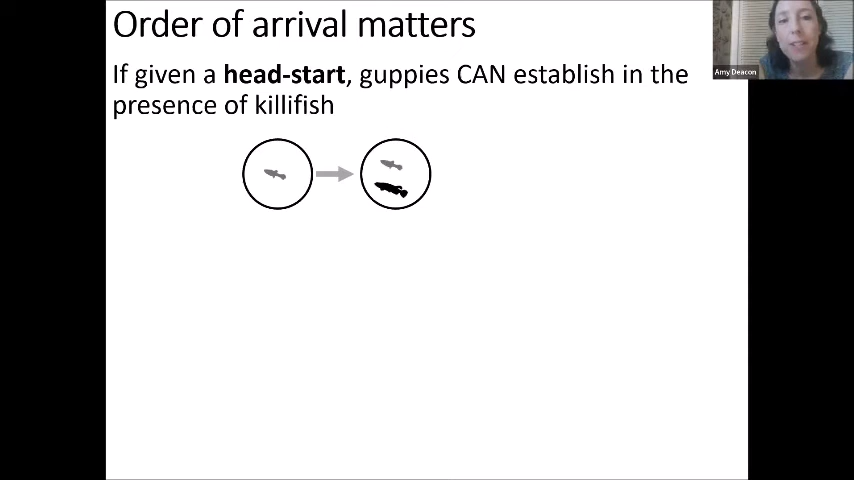 Order of arrival matters
If given a head-start, guppies CAN establish in the
presence of killifish
Amy Deacon